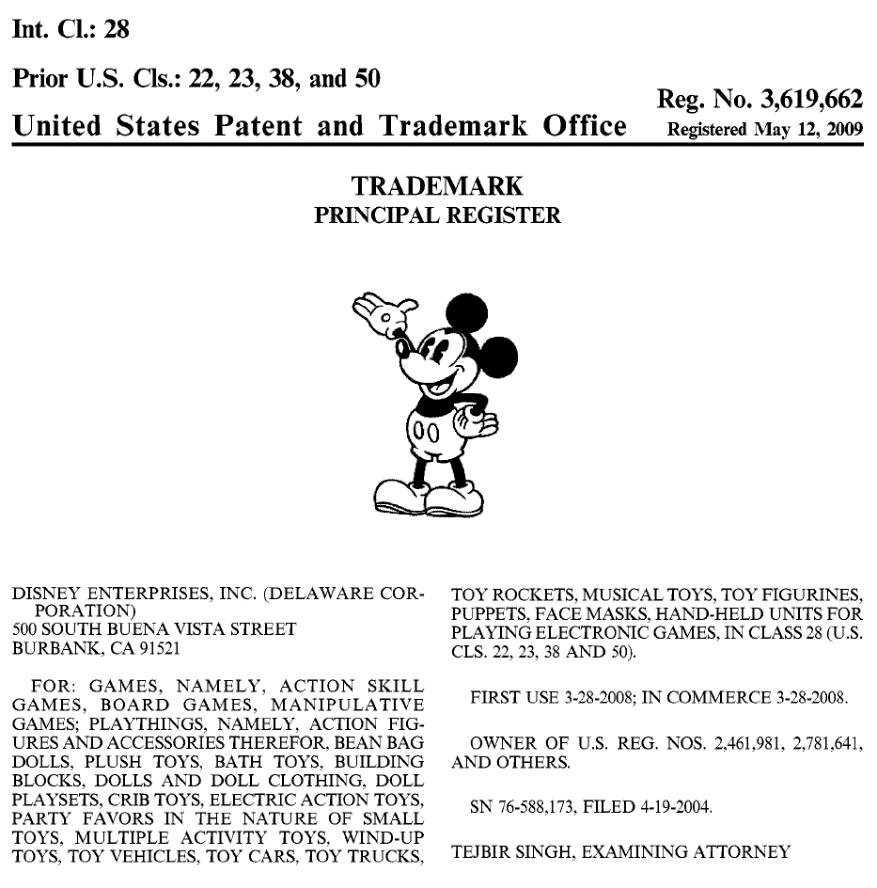 Int. Cl.: 28
Prior U.S. Cls.: 22, 23, 38, and 50
Reg. No. 3,619,662
United States Patent and Trademark Office
Registered May 12, 2009
TRADEMARK
PRINCIPAL REGISTER
DISNEY ENTERPRISES, INC. (DELAWARE COR-
PORATION)
500 SOUTH BUENA VISTA STREET
BURBANK, CA 91521
FOR: GAMES, NAMELY, ACTION SKILL
GAMES, BOARD GAMES, MANIPULATIVE
GAMES; PLAYTHINGS, NAMELY, ACTION FIG-
URES AND ACCESSORIES THEREFOR, BEAN BAG
DOLLS, PLUSH TOYS, BATH TOYS, BUILDING
BLOCKS, DOLLS AND DOLL CLOTHING, DOLL
PLAYSETS, CRIB TOYS, ELECTRIC ACTION TOYS,
PARTY FAVORS IN THE NATURE OF SMALL
TOYS, MULTIPLE ACTIVITY TOYS, WIND-UP
TOYS, TOY VEHICLES, TOY CARS, TOY TRUCKS,
TOY ROCKETS, MUSICAL TOYS, TOY FIGURINES,
PUPPETS, FACE MASKS, HAND-HELD UNITS FOR
PLAYING ELECTRONIC GAMES, IN CLASS 28 (U.S.
CLS. 22, 23, 38 AND 50).
FIRST USE 3-28-2008; IN COMMERCE 3-28-2008.
OWNER OF U.S. REG. NOS. 2,461,981, 2,781,641,
AND OTHERS.
SN 76-588,173, FILED 4-19-2004.
TEJBIR SINGH, EXAMINING ATTORNEY